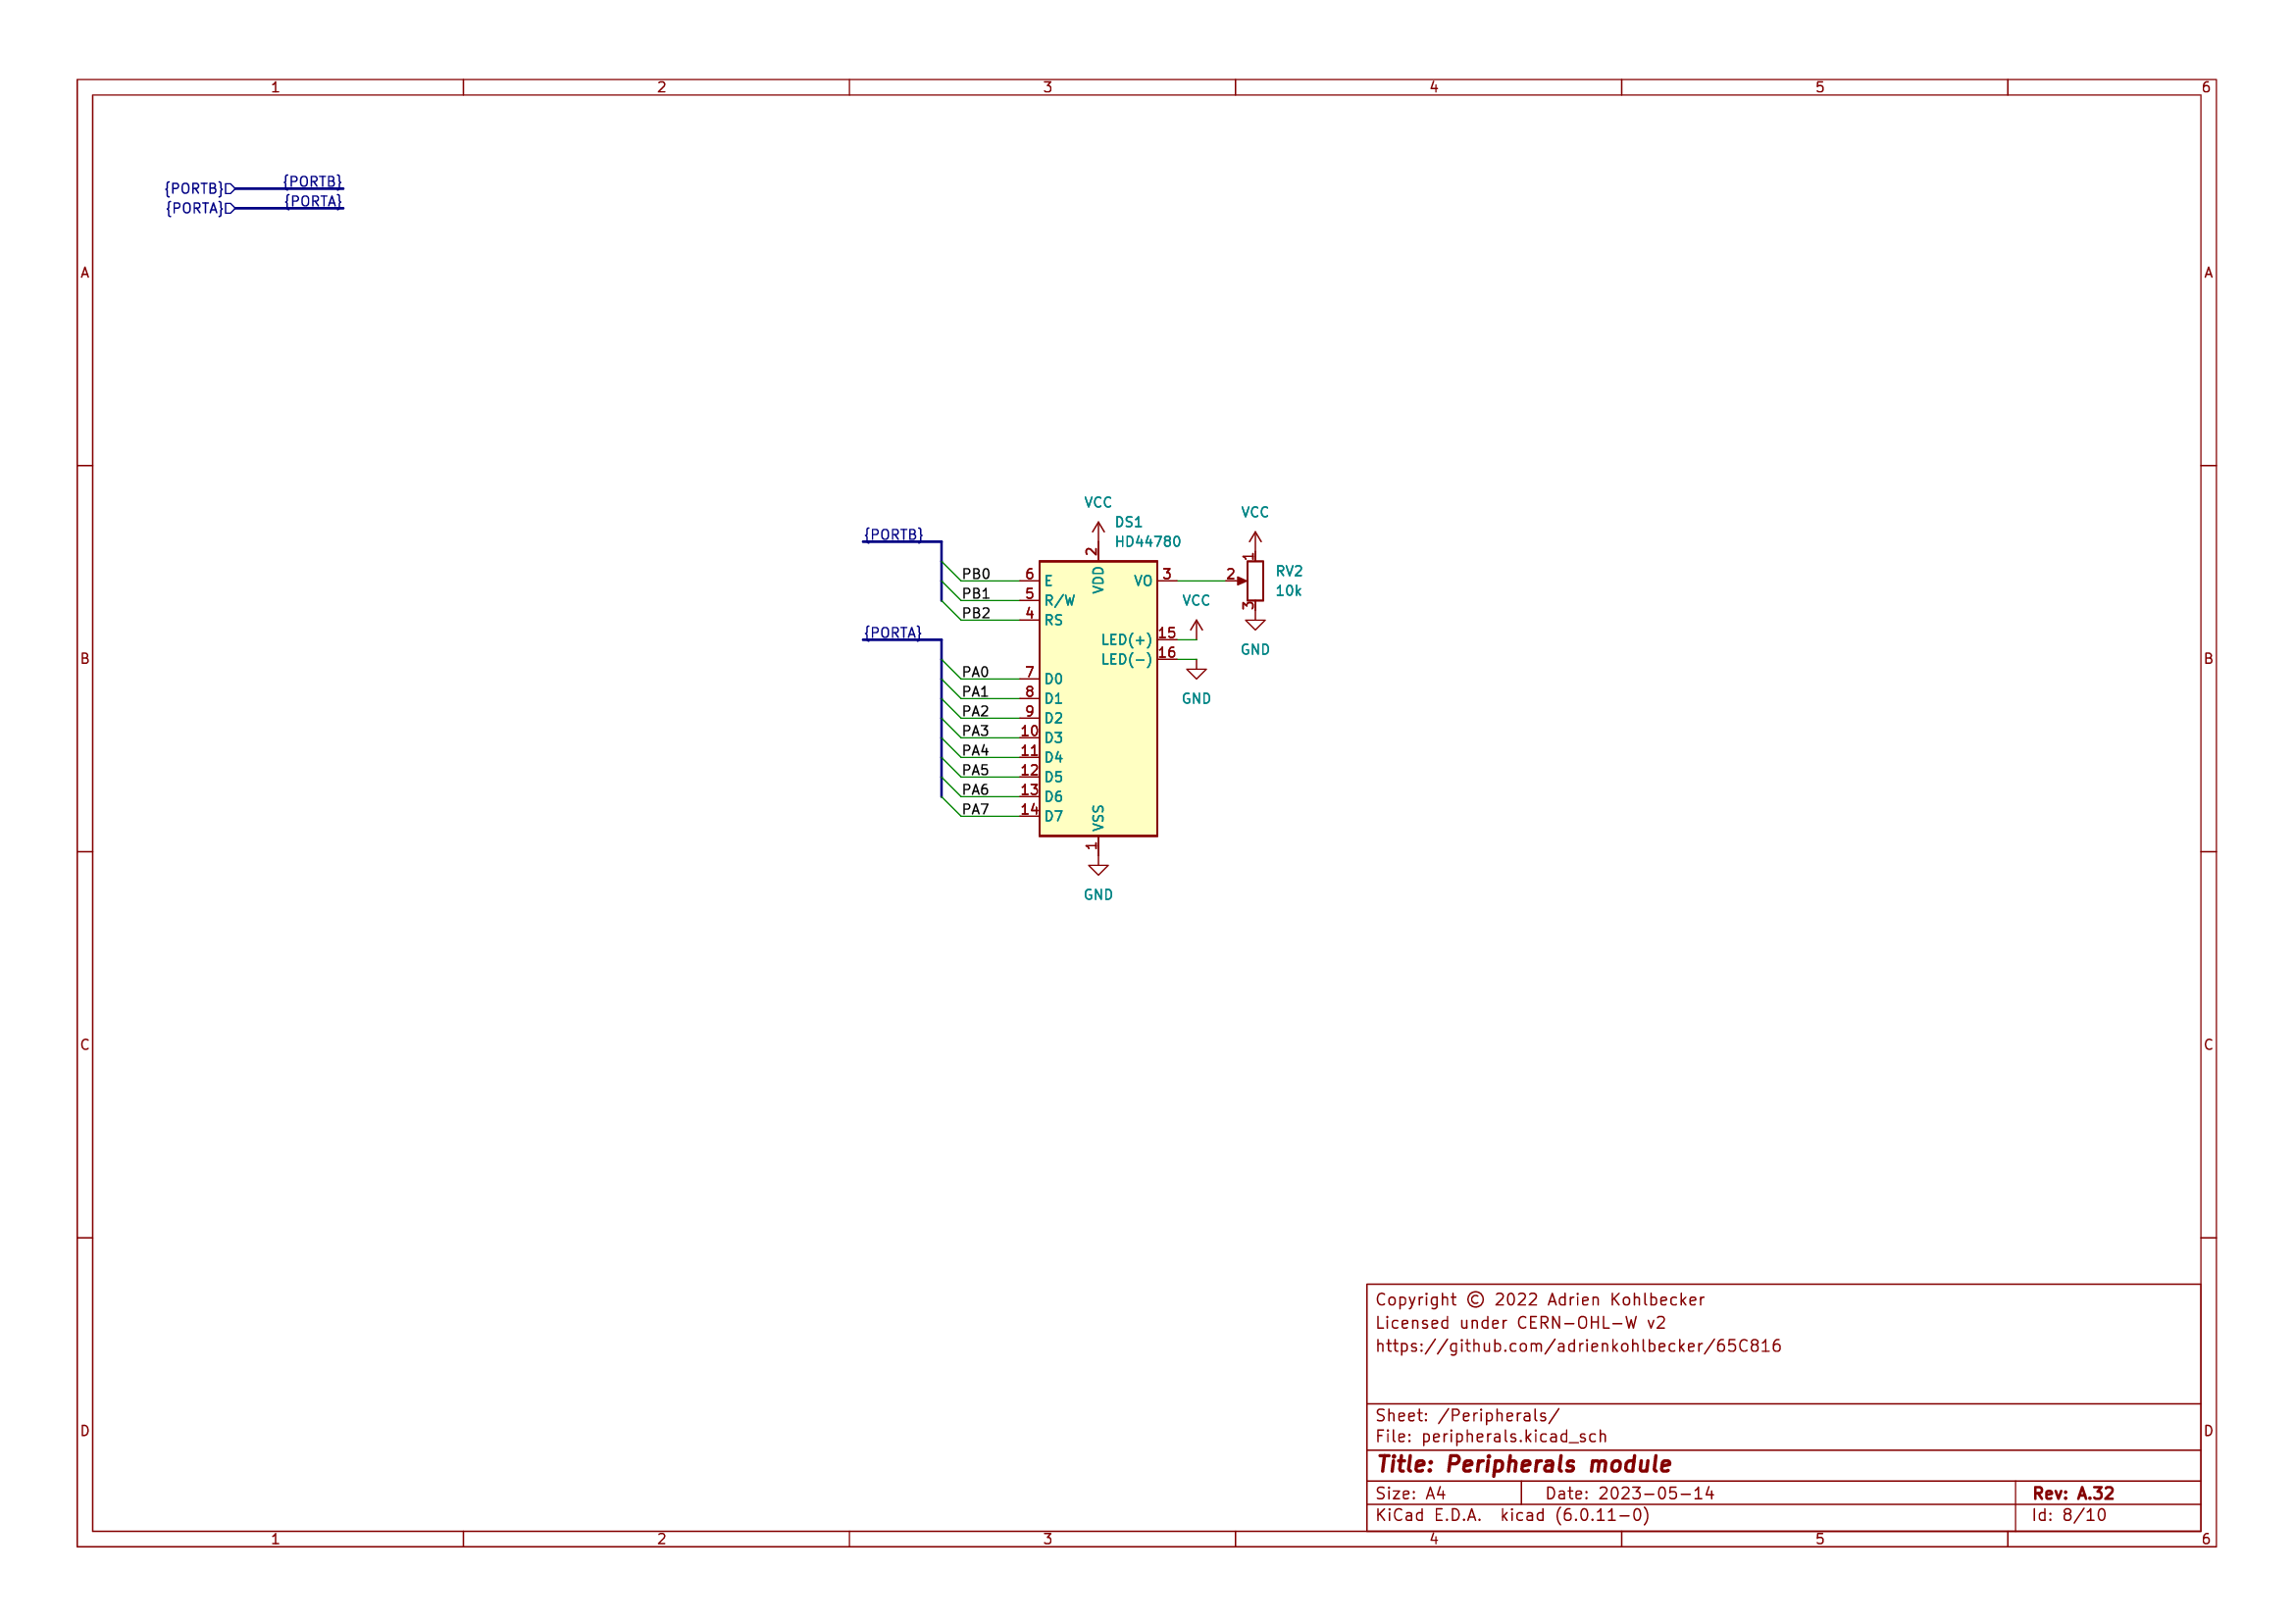 1 2 3 4 5 6
{PORTB} {PORTB}
{PORTA} {PORTA}
A A
VCC
VCC
DS1
HD44780
{PORTB}
2
1
PB0 6 E
VDD
VO 3
2
RV2
10k
PB1 5 R/W
VCC
3
PB2 4 RS
{PORTA}
LED(+) 15
GND
B B
LED(-) 16
PA0 7 D0
PA1 8 D1
GND
PA2 9 D2
PA3 10 D3
PA4 11 D4
PA5 12 D5
PA6 13 D6
PA7 14 D7
VSS
1
GND
C C
Copyright © 2022 Adrien Kohlbecker
Licensed under CERN-OHL-W v2
https://github.com/adrienkohlbecker/65C816
Sheet: /Peripherals/
D D
File: peripherals.kicad_sch
Title: Peripherals module
Size: A4 Date: 2023-05-14 Rev: A.32
KiCad E.D.A. kicad (6.0.11-0) Id: 8/10
1 2 3 4 5 6